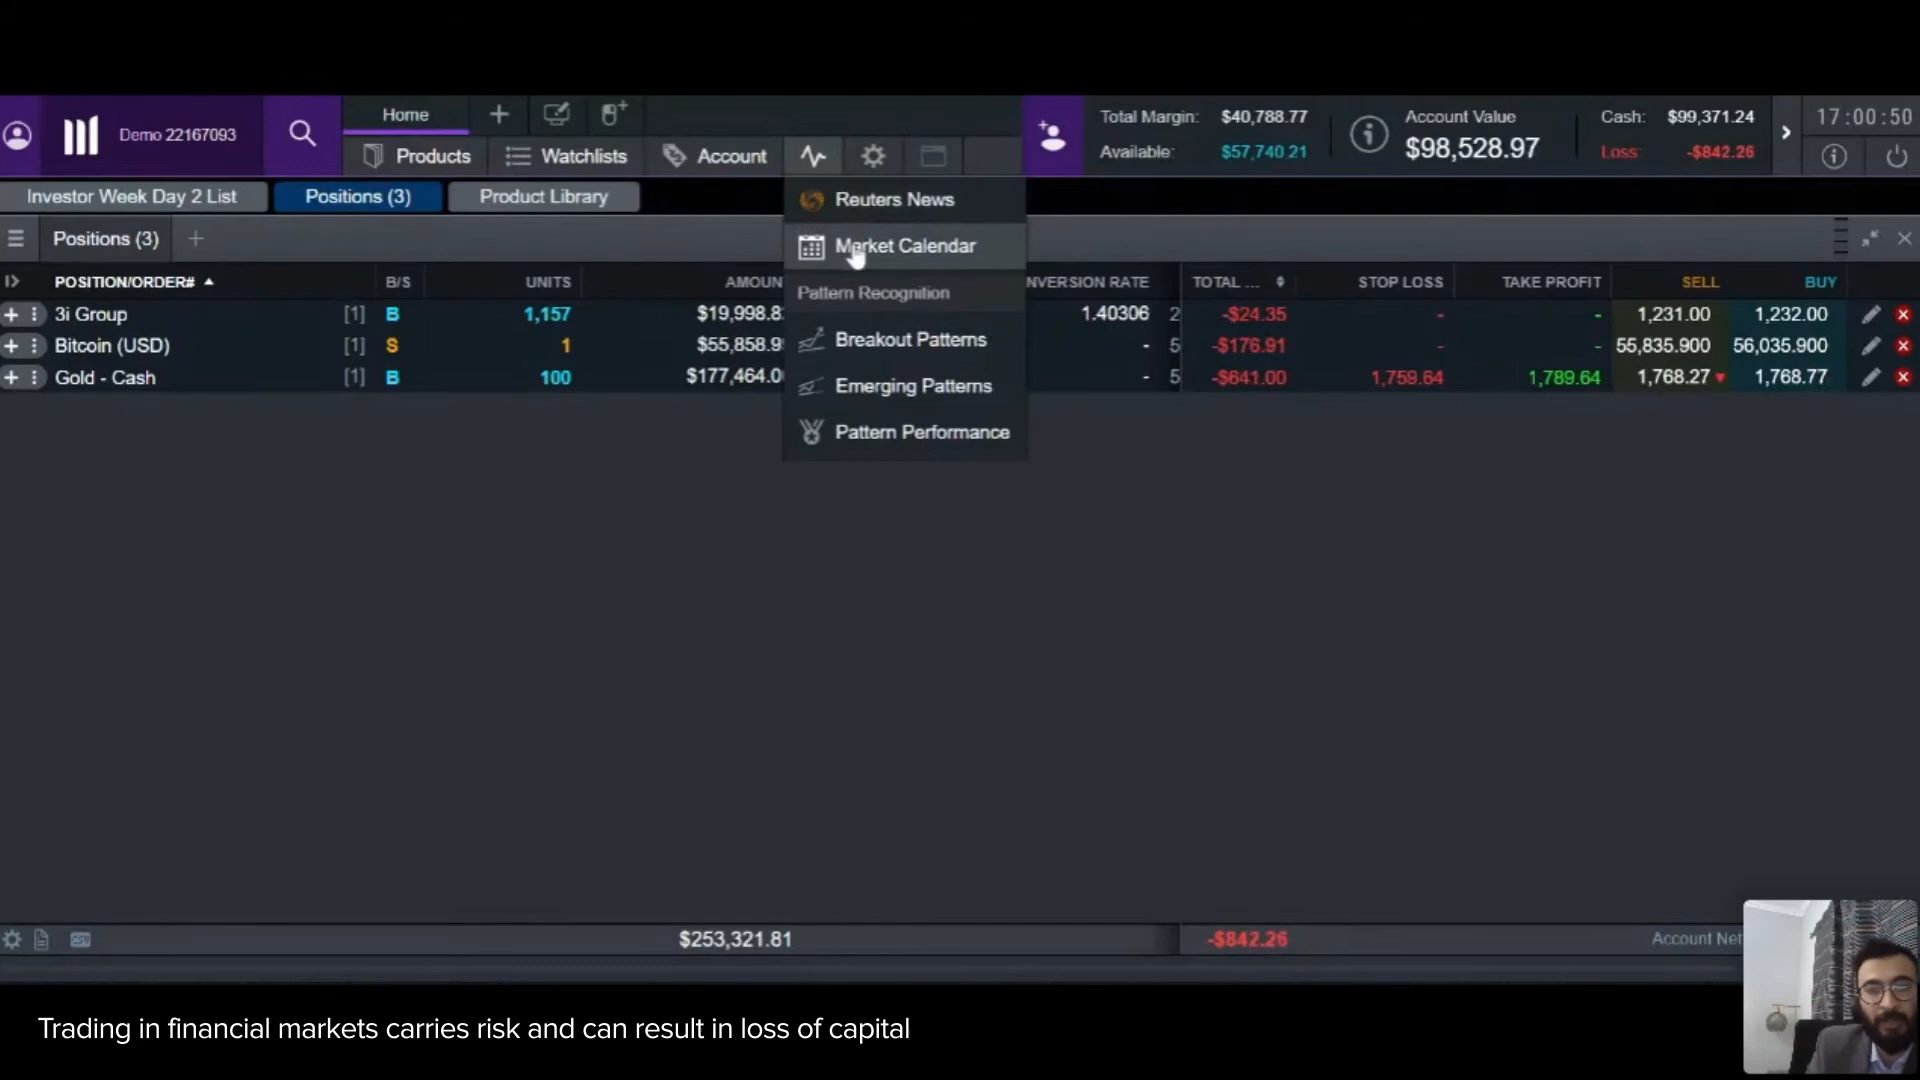 Demo 22167093
Home
Products
Watchlists
Account
Total Margin: $40,788.77
Available: $57,740.21
Account Value
$98,528.97
Cash: $99,371.24
Loss: -$842.26
17:00:50
Investor Week Day 2 List
Positions (3)
Product Library
Reuters News
Market Calendar
Pattern Recognition
Breakout Patterns
Emerging Patterns
Pattern Performance
Positions (3)
POSITION/ORDER# B/S UNITS AMOUN NVERSION RATE TOTAL ... STOP LOSS TAKE PROFIT SELL BUY
3i Group [1] B 1,157 $19,998.8 1.40306 2 -$24.35 - - 1,231.00 1,232.00
Bitcoin (USD) [1] S 1 $55,858.9 - 5 -$176.91 - - 55,835.900 56,035.900
Gold - Cash [1] B 100 $177,464.0 - 5 -$641.00 1,759.64 1,789.64 1,768.27 1,768.77
$253,321.81 -$842.26 Account Net
Trading in financial markets carries risk and can result in loss of capital